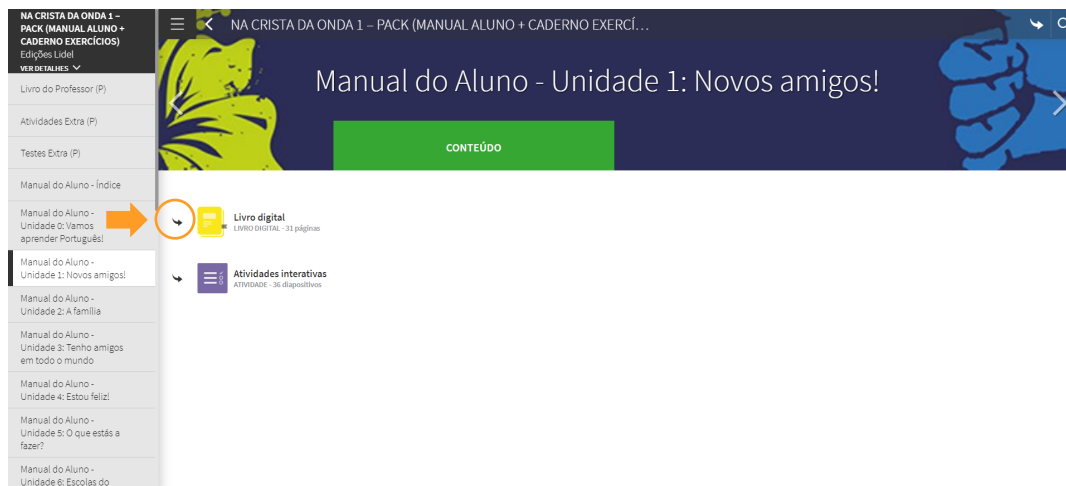 NA CRISTA DA ONDA 1 –
PACK (MANUAL ALUNO +
CADERNO EXERCÍCIOS)
Edições Lidel
VER DETALHES
Livro do Professor (P)
Atividades Extra (P)
Testes Extra (P)
Manual do Aluno - Índice
Manual do Aluno -
Unidade 0: Vamos
aprender Português!
Manual do Aluno -
Unidade 1: Novos amigos!
Manual do Aluno -
Unidade 2: A família
Manual do Aluno -
Unidade 3: Tenho amigos
em todo o mundo
Manual do Aluno -
Unidade 4: Estou feliz!
Manual do Aluno -
Unidade 5: O que estás a
fazer?
Manual do Aluno -
Unidade 6: Escolas do
NA CRISTA DA ONDA 1 – PACK (MANUAL ALUNO + CADERNO EXERCÍ...
Manual do Aluno - Unidade 1: Novos amigos!
CONTEÚDO
Livro digital
LIVRO DIGITAL - 31 páginas
Atividades interativas
ATIVIDADE - 36 diapositivos